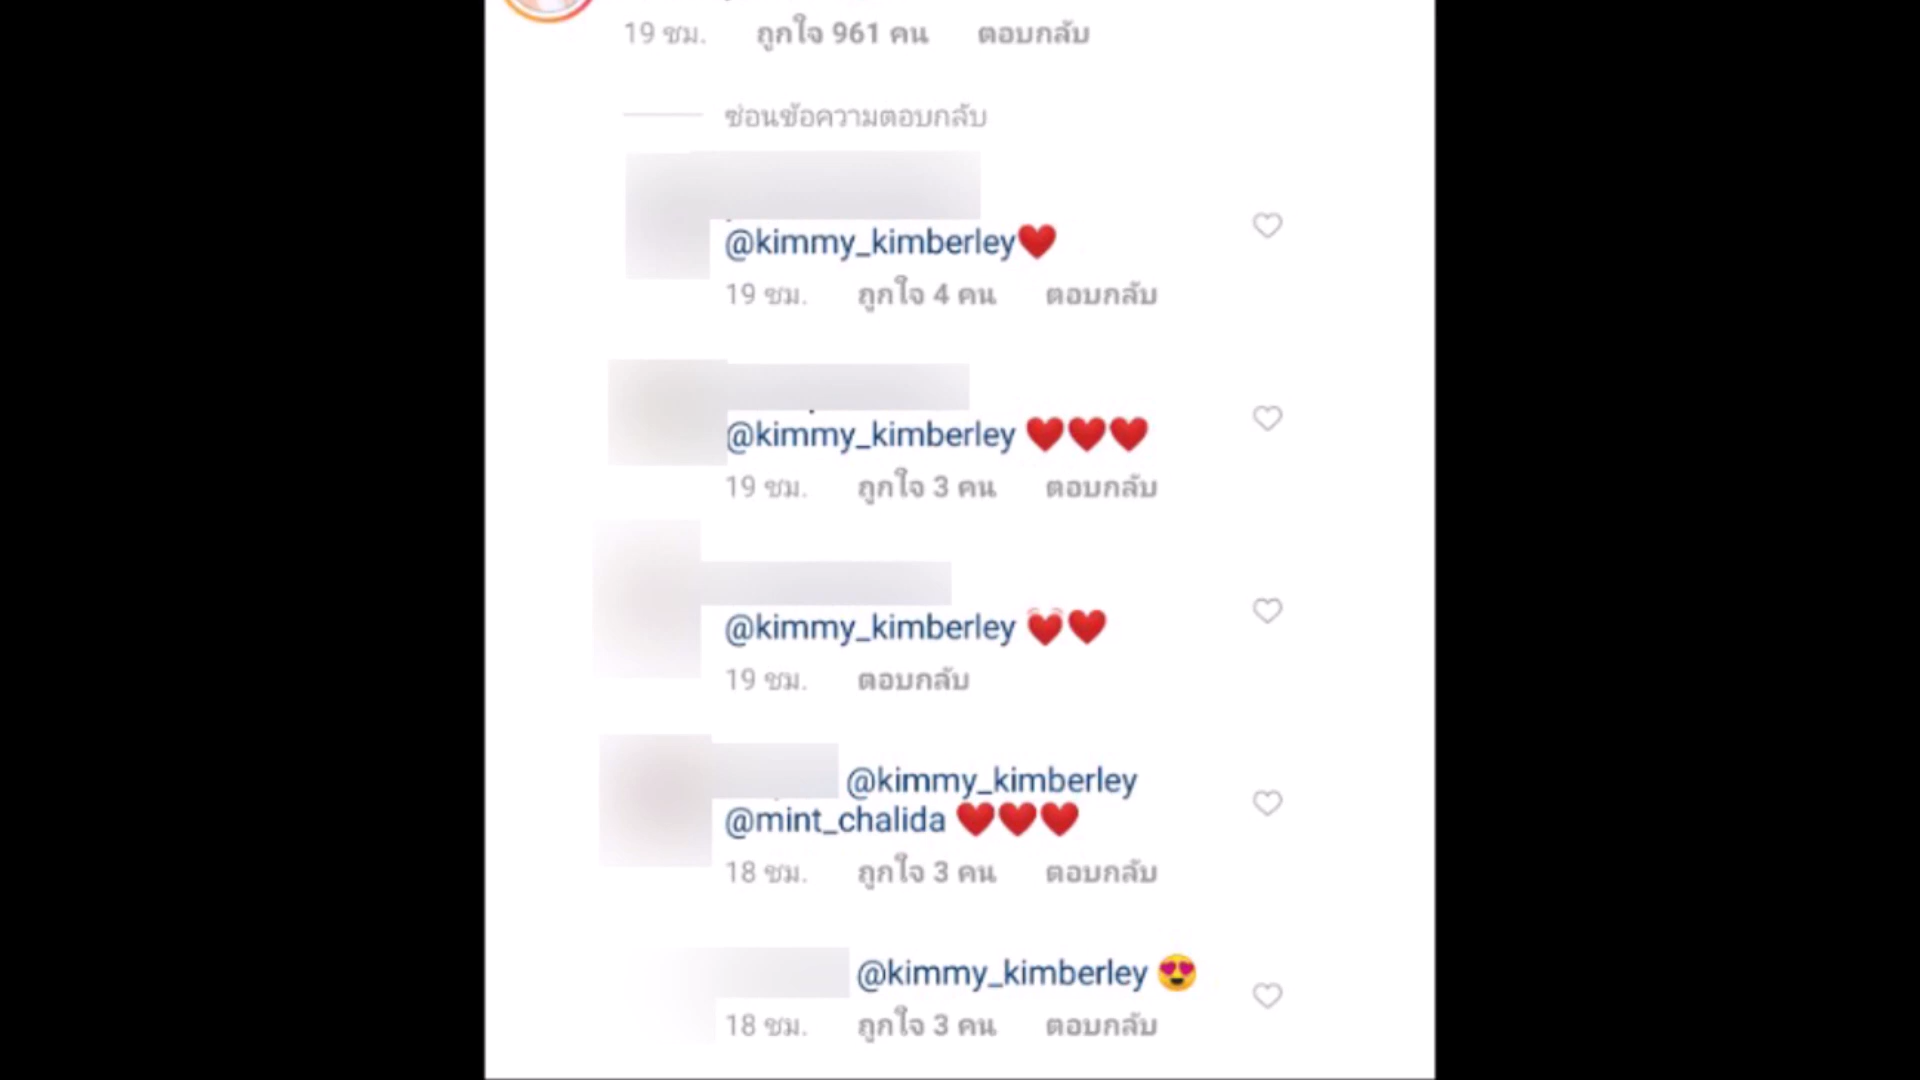 19 ชม. ถูกใจ 961 คน ตอบกลับ
ซ่อนข้อความตอบกลับ
@kimmy_kimberley❤️
19 ชม. ถูกใจ 4 คน ตอบกลับ
@kimmy_kimberley ❤️❤️❤️
19 ชม. ถูกใจ 3 คน ตอบกลับ
@kimmy_kimberley 💓❤️
19 ชม. ตอบกลับ
@kimmy_kimberley
@mint_chalida ❤️❤️❤️
18 ชม. ถูกใจ 3 คน ตอบกลับ
@kimmy_kimberley 😍
18 ชม. ถูกใจ 3 คน ตอบกลับ